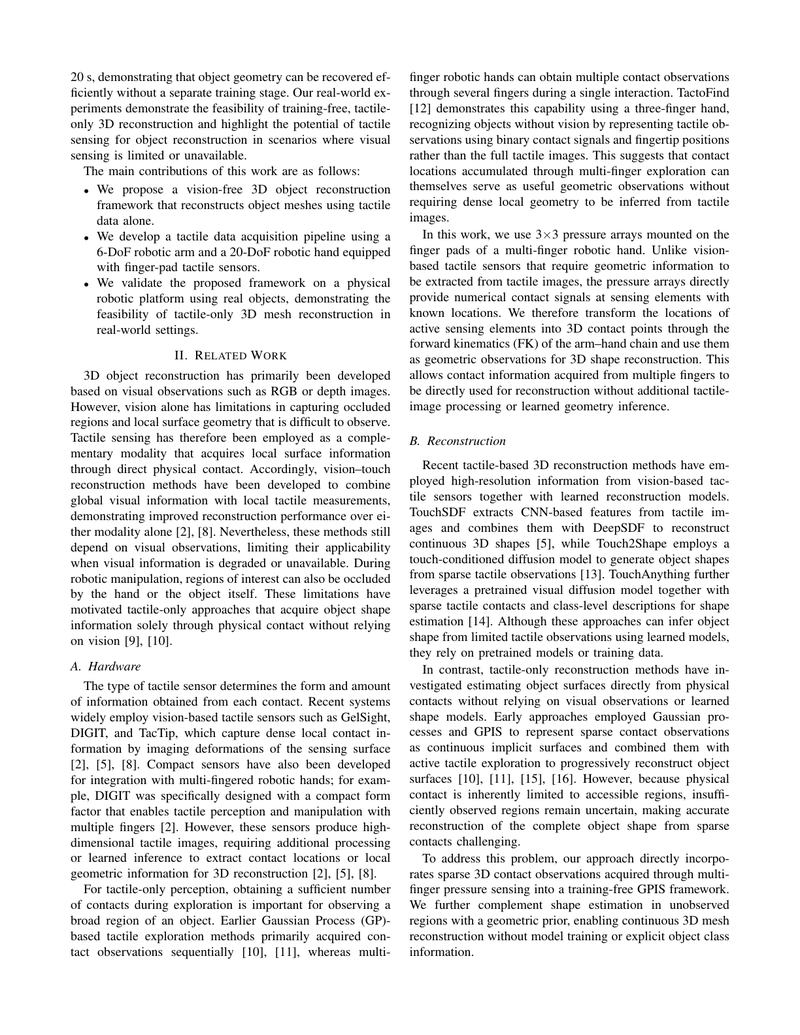 20 s, demonstrating that object geometry can be recovered ef-
ficiently without a separate training stage. Our real-world ex-
periments demonstrate the feasibility of training-free, tactile-
only 3D reconstruction and highlight the potential of tactile
sensing for object reconstruction in scenarios where visual
sensing is limited or unavailable.
The main contributions of this work are as follows:
• We propose a vision-free 3D object reconstruction
framework that reconstructs object meshes using tactile
data alone.
• We develop a tactile data acquisition pipeline using a
6-DoF robotic arm and a 20-DoF robotic hand equipped
with finger-pad tactile sensors.
• We validate the proposed framework on a physical
robotic platform using real objects, demonstrating the
feasibility of tactile-only 3D mesh reconstruction in
real-world settings.
II. RELATED WORK
3D object reconstruction has primarily been developed
based on visual observations such as RGB or depth images.
However, vision alone has limitations in capturing occluded
regions and local surface geometry that is difficult to observe.
Tactile sensing has therefore been employed as a comple-
mentary modality that acquires local surface information
through direct physical contact. Accordingly, vision–touch
reconstruction methods have been developed to combine
global visual information with local tactile measurements,
demonstrating improved reconstruction performance over ei-
ther modality alone [2], [8]. Nevertheless, these methods still
depend on visual observations, limiting their applicability
when visual information is degraded or unavailable. During
robotic manipulation, regions of interest can also be occluded
by the hand or the object itself. These limitations have
motivated tactile-only approaches that acquire object shape
information solely through physical contact without relying
on vision [9], [10].
A. Hardware
The type of tactile sensor determines the form and amount
of information obtained from each contact. Recent systems
widely employ vision-based tactile sensors such as GelSight,
DIGIT, and TacTip, which capture dense local contact in-
formation by imaging deformations of the sensing surface
[2], [5], [8]. Compact sensors have also been developed
for integration with multi-fingered robotic hands; for exam-
ple, DIGIT was specifically designed with a compact form
factor that enables tactile perception and manipulation with
multiple fingers [2]. However, these sensors produce high-
dimensional tactile images, requiring additional processing
or learned inference to extract contact locations or local
geometric information for 3D reconstruction [2], [5], [8].
For tactile-only perception, obtaining a sufficient number
of contacts during exploration is important for observing a
broad region of an object. Earlier Gaussian Process (GP)-
based tactile exploration methods primarily acquired con-
tact observations sequentially [10], [11], whereas multi-
finger robotic hands can obtain multiple contact observations
through several fingers during a single interaction. TactoFind
[12] demonstrates this capability using a three-finger hand,
recognizing objects without vision by representing tactile ob-
servations using binary contact signals and fingertip positions
rather than the full tactile images. This suggests that contact
locations accumulated through multi-finger exploration can
themselves serve as useful geometric observations without
requiring dense local geometry to be inferred from tactile
images.
In this work, we use 3×3 pressure arrays mounted on the
finger pads of a multi-finger robotic hand. Unlike vision-
based tactile sensors that require geometric information to
be extracted from tactile images, the pressure arrays directly
provide numerical contact signals at sensing elements with
known locations. We therefore transform the locations of
active sensing elements into 3D contact points through the
forward kinematics (FK) of the arm–hand chain and use them
as geometric observations for 3D shape reconstruction. This
allows contact information acquired from multiple fingers to
be directly used for reconstruction without additional tactile-
image processing or learned geometry inference.
B. Reconstruction
Recent tactile-based 3D reconstruction methods have em-
ployed high-resolution information from vision-based tac-
tile sensors together with learned reconstruction models.
TouchSDF extracts CNN-based features from tactile im-
ages and combines them with DeepSDF to reconstruct
continuous 3D shapes [5], while Touch2Shape employs a
touch-conditioned diffusion model to generate object shapes
from sparse tactile observations [13]. TouchAnything further
leverages a pretrained visual diffusion model together with
sparse tactile contacts and class-level descriptions for shape
estimation [14]. Although these approaches can infer object
shape from limited tactile observations using learned models,
they rely on pretrained models or training data.
In contrast, tactile-only reconstruction methods have in-
vestigated estimating object surfaces directly from physical
contacts without relying on visual observations or learned
shape models. Early approaches employed Gaussian pro-
cesses and GPIS to represent sparse contact observations
as continuous implicit surfaces and combined them with
active tactile exploration to progressively reconstruct object
surfaces [10], [11], [15], [16]. However, because physical
contact is inherently limited to accessible regions, insuffi-
ciently observed regions remain uncertain, making accurate
reconstruction of the complete object shape from sparse
contacts challenging.
To address this problem, our approach directly incorpo-
rates sparse 3D contact observations acquired through multi-
finger pressure sensing into a training-free GPIS framework.
We further complement shape estimation in unobserved
regions with a geometric prior, enabling continuous 3D mesh
reconstruction without model training or explicit object class
information.